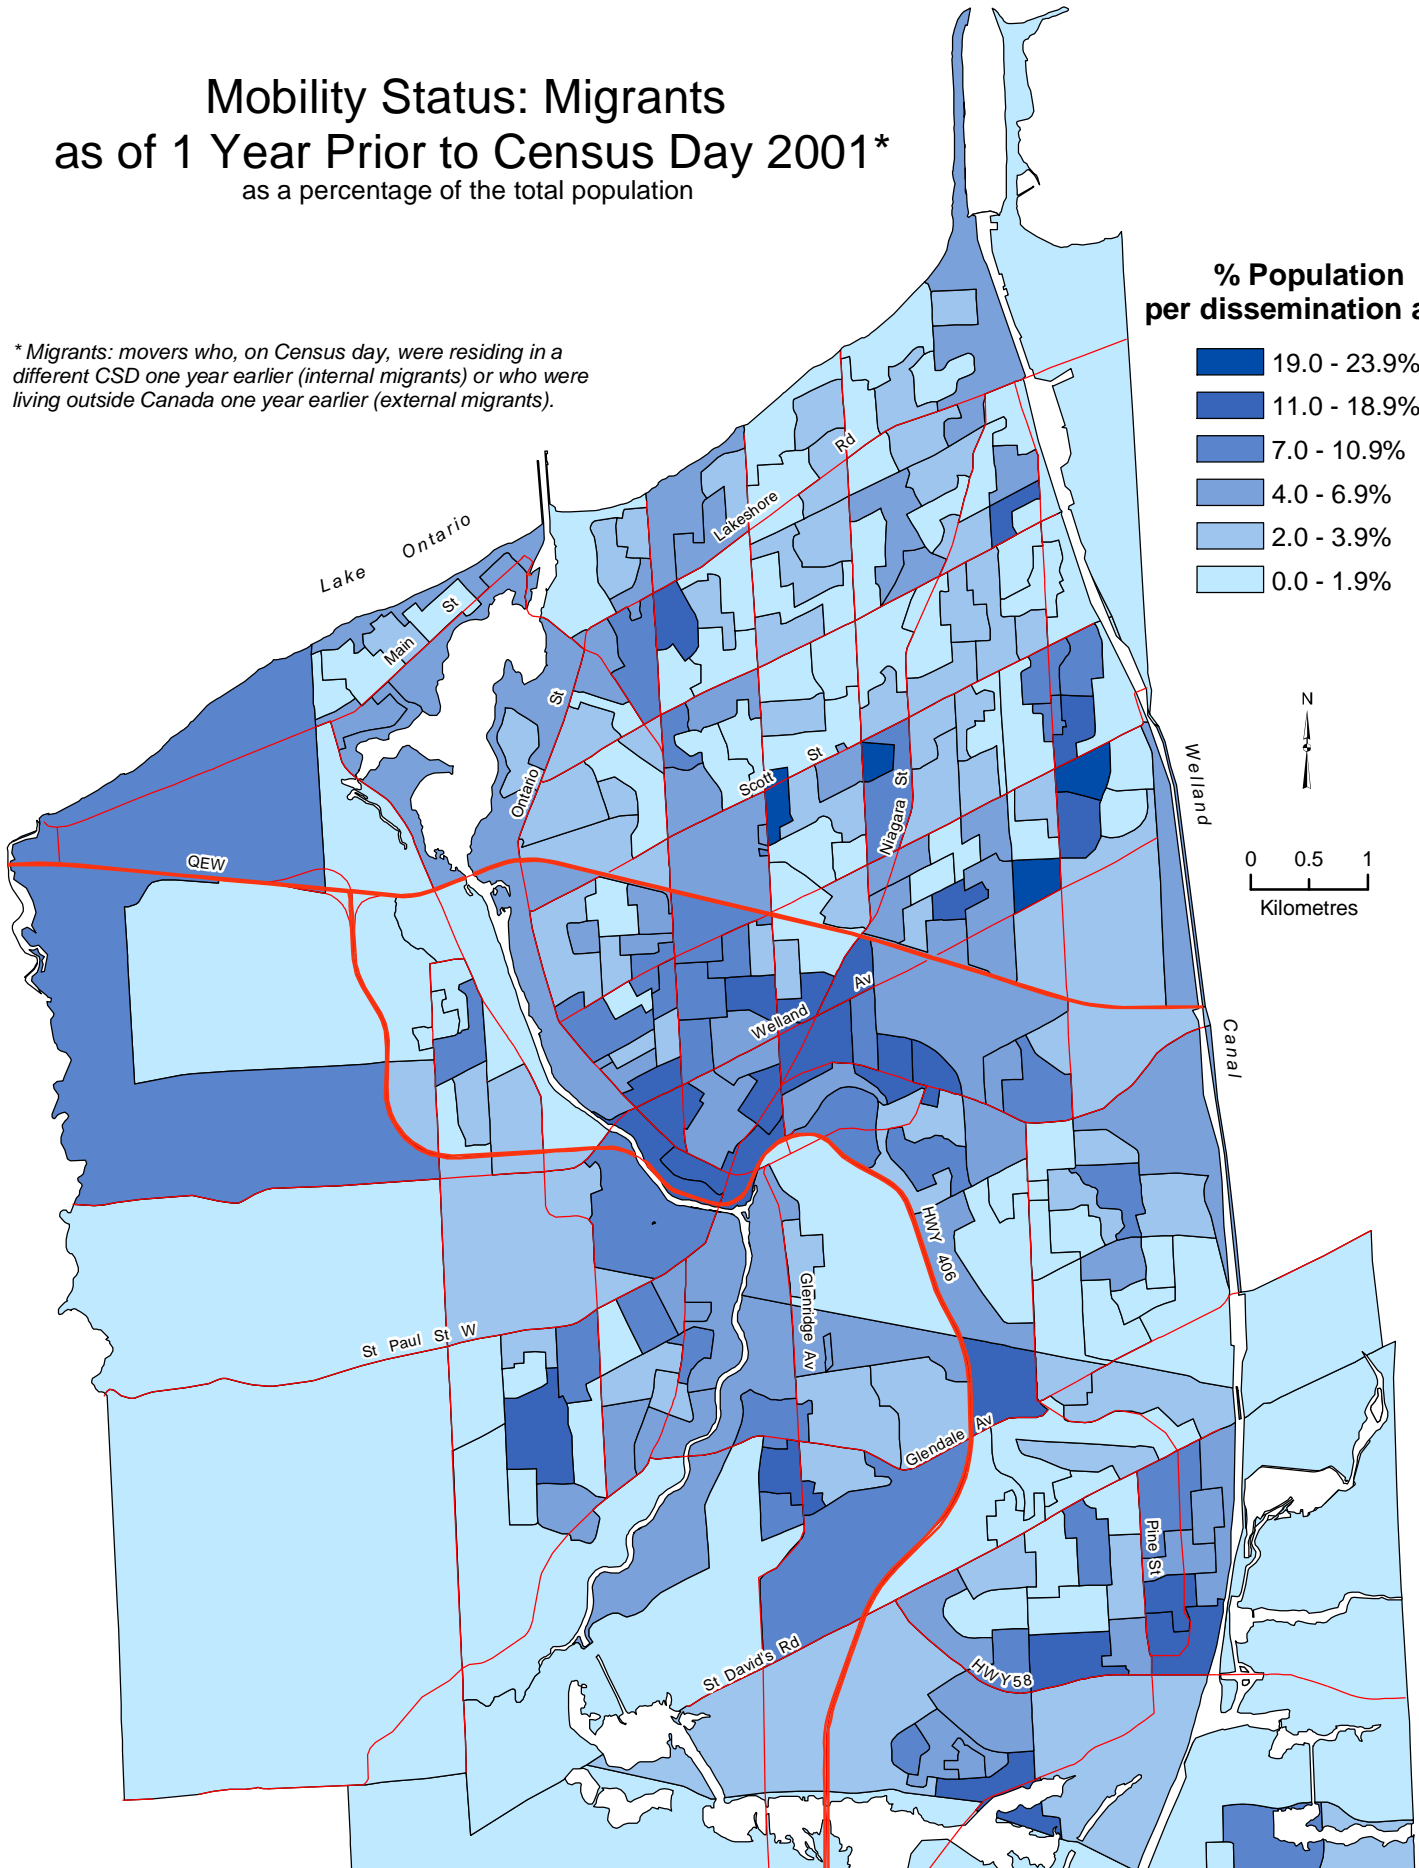 Mobility Status: Migrants
as of 1 Year Prior to Census Day 2001*
as a percentage of the total population
* Migrants: movers who, on Census day, were residing in a
different CSD one year earlier (internal migrants) or who were
living outside Canada one year earlier (external migrants).
% Population
per dissemination a
19.0 - 23.9%
11.0 - 18.9%
7.0 - 10.9%
4.0 - 6.9%
2.0 - 3.9%
0.0 - 1.9%
N
0 0.5 1
Kilometres
Lake Ontario
Lakeshore Rd
Main St
Ontario St
Scott St
Niagara St
Welland Canal
QEW
Welland Av
HWY 406
Glenridge Av
St Paul St W
Glendale Av
Pine St
St David's Rd
HWY58